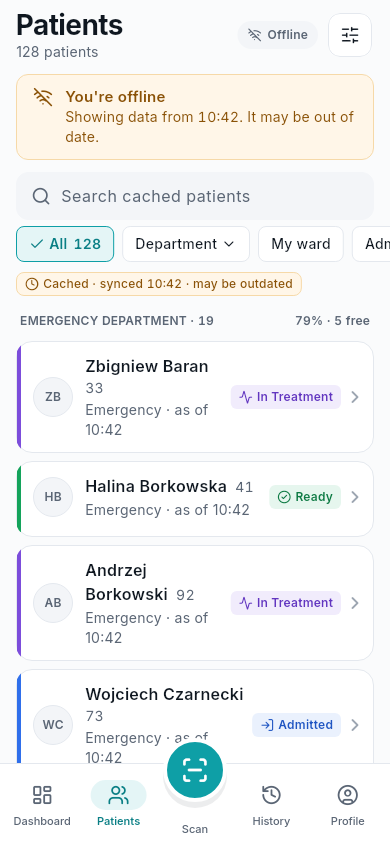 Patients
128 patients
Offline
You're offline
Showing data from 10:42. It may be out of
date.
Search cached patients
All 128
Department
My ward
Adm
Cached · synced 10:42 · may be outdated
EMERGENCY DEPARTMENT · 19
79% · 5 free
ZB
Zbigniew Baran
33
Emergency · as of
10:42
In Treatment
HB
Halina Borkowska 41
Emergency · as of 10:42
Ready
AB
Andrzej
Borkowski 92
Emergency · as of
10:42
In Treatment
WC
Wojciech Czarnecki
73
Emergency · as of
10:42
Admitted
Dashboard
Patients
Scan
History
Profile